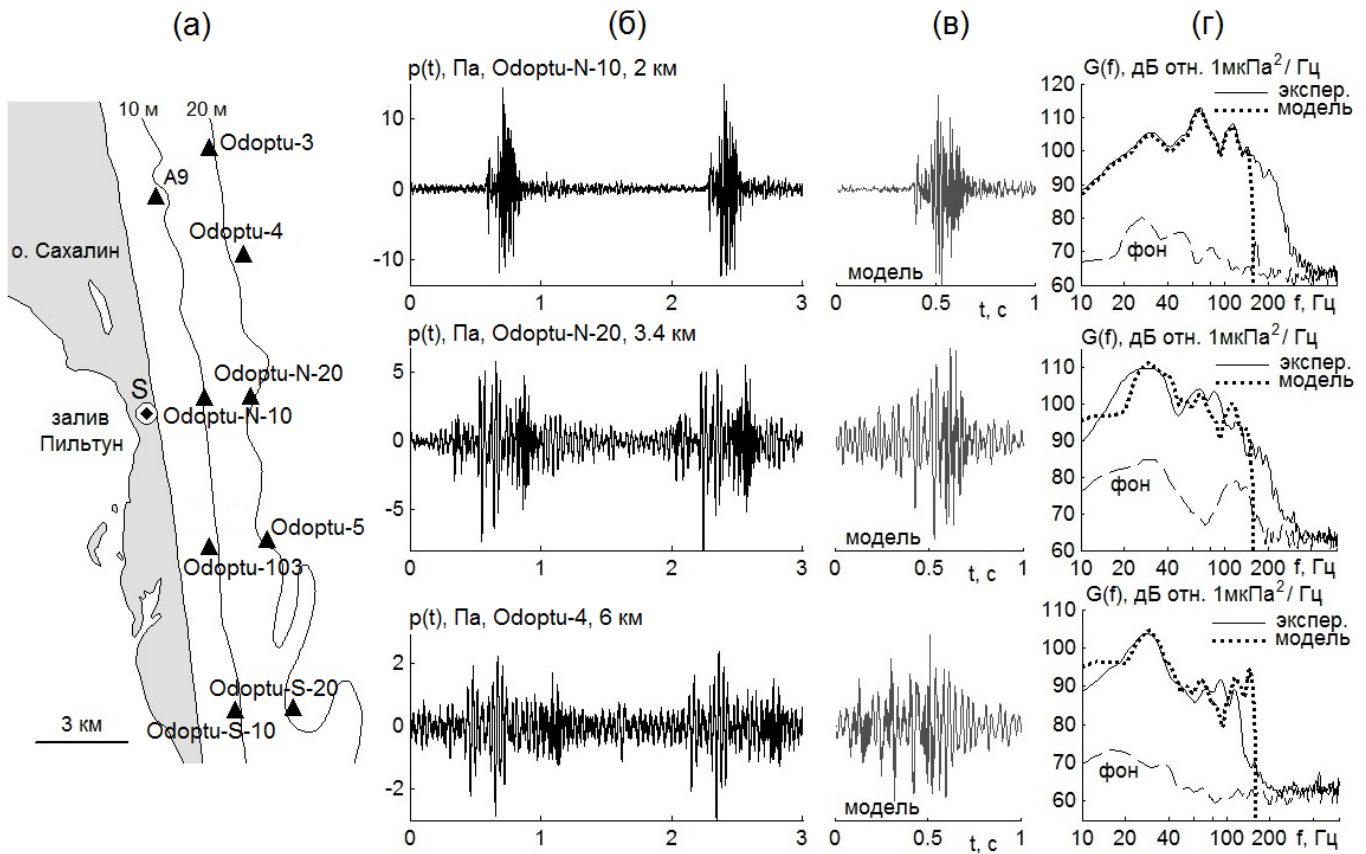 (а)
(б)
(в)
(г)
10 м
20 м
Odoptu-3
A9
Odoptu-4
о. Сахалин
Odoptu-N-20
S
Odoptu-N-10
залив
Пильтун
Odoptu-5
Odoptu-103
Odoptu-S-20
Odoptu-S-10
3 км
p(t), Па, Odoptu-N-10, 2 км
10
0
-10
0
1
2
3
модель
0
0.5
1
t, с
G(f), дБ отн. 1мкПа²/ Гц
120
110
100
90
80
70
60
экспер.
модель
фон
10
20
40
100
200
f, Гц
p(t), Па, Odoptu-N-20, 3.4 км
5
0
-5
0
1
2
3
модель
0
0.5
1
t, с
G(f), дБ отн. 1мкПа²/ Гц
120
110
100
90
80
70
60
экспер.
модель
фон
10
20
40
100
200
f, Гц
p(t), Па, Odoptu-4, 6 км
2
0
-2
0
1
2
3
модель
0
0.5
1
t, с
G(f), дБ отн. 1мкПа²/ Гц
100
90
80
70
60
экспер.
модель
фон
10
20
40
100
200
f, Гц